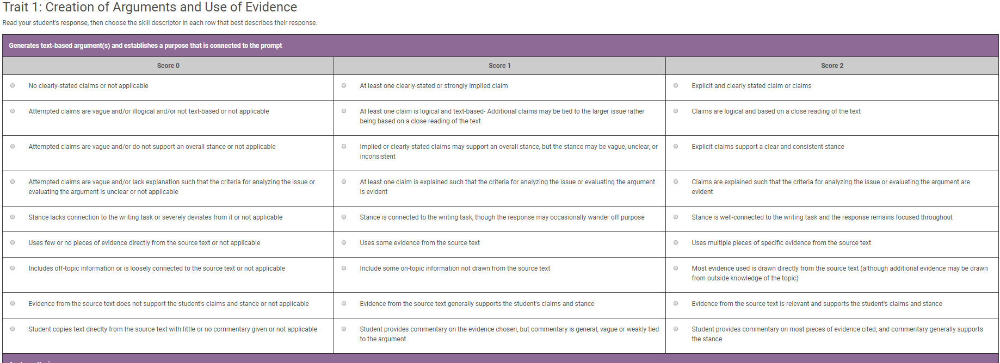 Trait 1: Creation of Arguments and Use of Evidence
Read your student's response, then choose the skill descriptor in each row that best describes their response.
Generates text-based argument(s) and establishes a purpose that is connected to the prompt
Score 0
Score 1
Score 2
No clearly-stated claims or not applicable
At least one clearly-stated or strongly implied claim
Explicit and clearly stated claim or claims
Attempted claims are vague and/or illogical and/or not text-based or not applicable
At least one claim is logical and text-based- Additional claims may be tied to the larger issue rather
being based on a close reading of the text
Claims are logical and based on a close reading of the text
Attempted claims are vague and/or do not support an overall stance or not applicable
Implied or clearly-stated claims may support an overall stance, but the stance may be vague, unclear, or
inconsistent
Explicit claims support a clear and consistent stance
Attempted claims are vague and/or lack explanation such that the criteria for analyzing the issue or
evaluating the argument is unclear or not applicable
At least one claim is explained such that the criteria for analyzing the issue or evaluating the argument
is evident
Claims are explained such that the criteria for analyzing the issue or evaluating the argument are
evident
Stance lacks connection to the writing task or severely deviates from it or not applicable
Stance is connected to the writing task, though the response may occasionally wander off purpose
Stance is well-connected to the writing task and the response remains focused throughout
Uses few or no pieces of evidence directly from the source text or not applicable
Uses some evidence from the source text
Uses multiple pieces of specific evidence from the source text
Includes off-topic information or is loosely connected to the source text or not applicable
Include some on-topic information not drawn from the source text
Most evidence used is drawn directly from the source text (although additional evidence may be drawn
from outside knowledge of the topic)
Evidence from the source text does not support the student's claims and stance or not applicable
Evidence from the source text generally supports the student's claims and stance
Evidence from the source text is relevant and supports the student's claims and stance
Student copies text direclty from the source text with little or no commentary given or not applicable
Student provides commentary on the evidence chosen, but commentary is general, vague or weakly tied
to the argument
Student provides commentary on most pieces of evidence cited, and commentary generally supports
the stance